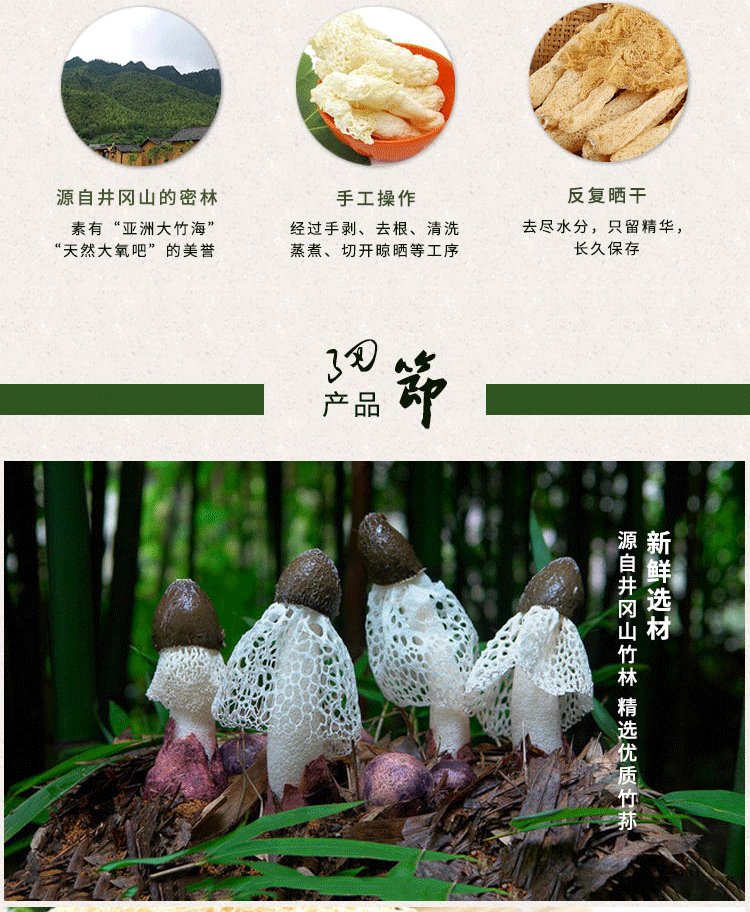 源自井冈山的密林
素有“亚洲大竹海”
“天然大氧吧”的美誉
手工操作
经过手剥、去根、清洗
蒸煮、切开晾晒等工序
反复晒干
去尽水分，只留精华，
长久保存
细节
产品
新鲜选材
源自井冈山竹林 精选优质竹荪